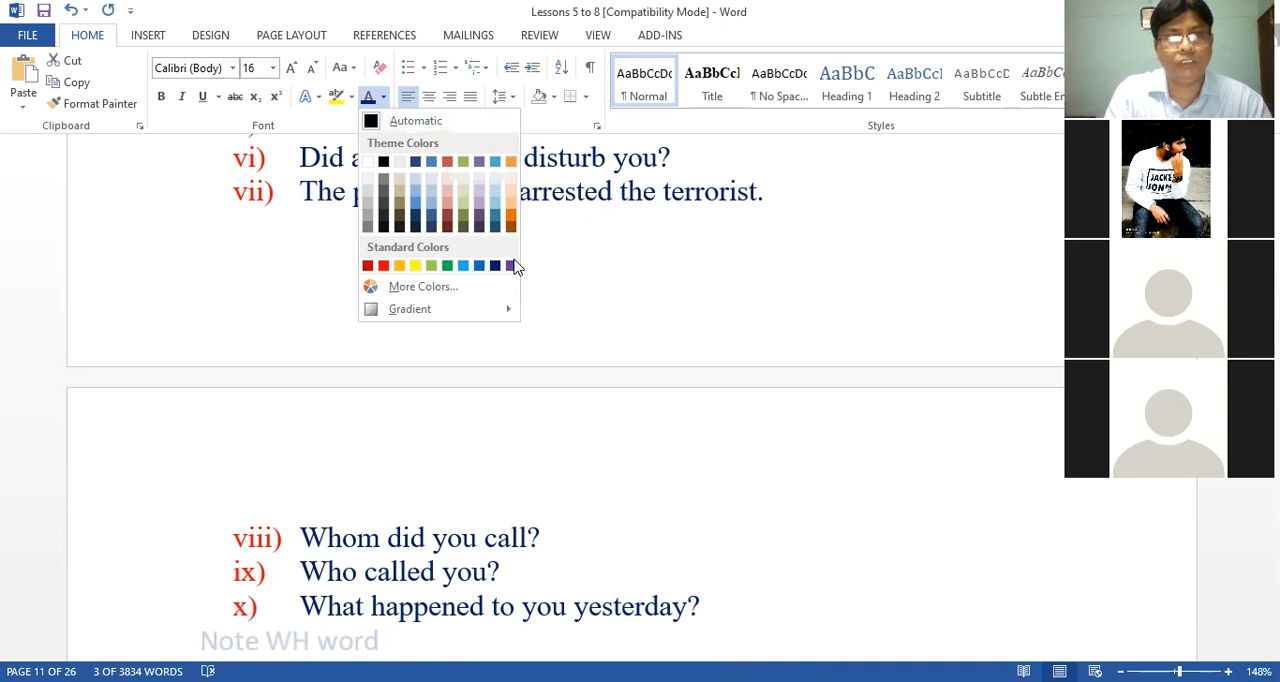 Lessons 5 to 8 [Compatibility Mode] - Word
FILE HOME INSERT DESIGN PAGE LAYOUT REFERENCES MAILINGS REVIEW VIEW ADD-INS
Paste
Cut
Copy
Format Painter
Clipboard
Calibri (Body) 16
Font
AaBbCcDc AaBbCcI AaBbCcDc AaBbC AaBbCcI AaBbCcD AaBbCcDc
¶ Normal Title ¶ No Spac... Heading 1 Heading 2 Subtitle Subtle En
Styles
Automatic
Theme Colors
Standard Colors
More Colors...
Gradient
vi) Did a disturb you?
vii) The p arrested the terrorist.
viii) Whom did you call?
ix) Who called you?
x) What happened to you yesterday?
Note WH word
JACK
JONE
PAGE 11 OF 26 3 OF 3834 WORDS 148%